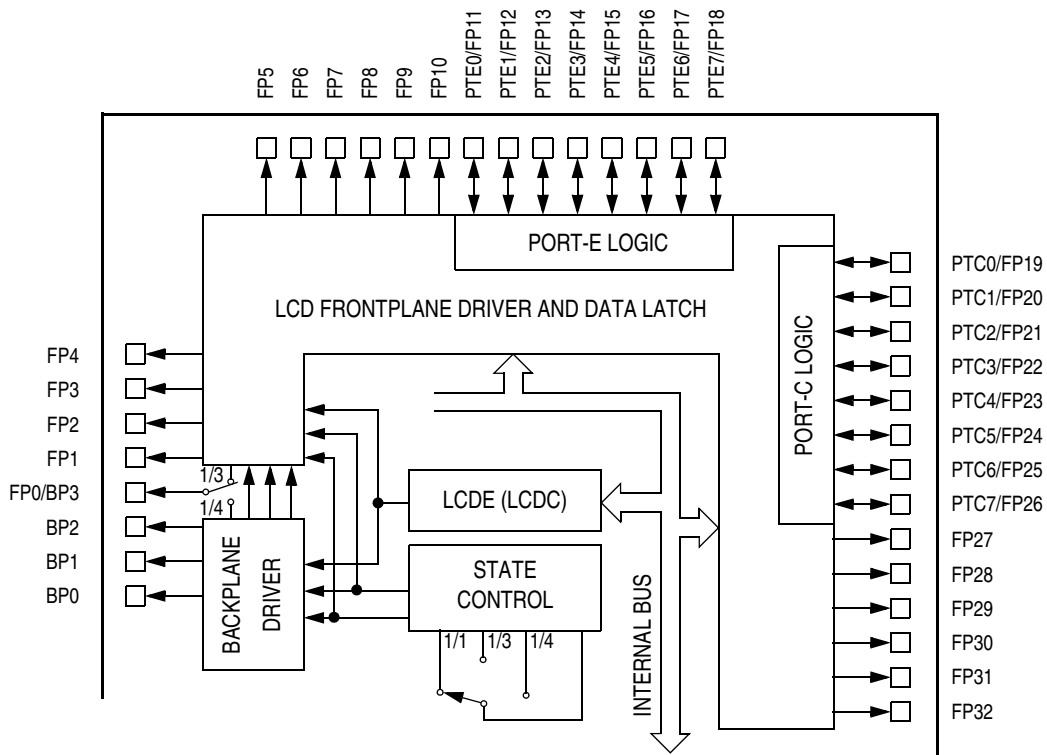 FP5
FP6
FP7
FP8
FP9
FP10
PTE0/FP11
PTE1/FP12
PTE2/FP13
PTE3/FP14
PTE4/FP15
PTE5/FP16
PTE6/FP17
PTE7/FP18
PORT-E LOGIC
LCD FRONTPLANE DRIVER AND DATA LATCH
PORT-C LOGIC
PTC0/FP19
PTC1/FP20
PTC2/FP21
PTC3/FP22
PTC4/FP23
PTC5/FP24
PTC6/FP25
PTC7/FP26
FP27
FP28
FP29
FP30
FP31
FP32
FP4
FP3
FP2
FP1
FP0/BP3
BP2
BP1
BP0
1/3
1/4
BACKPLANE
DRIVER
LCDE (LCDC)
STATE
CONTROL
1/1
1/3
1/4
INTERNAL BUS